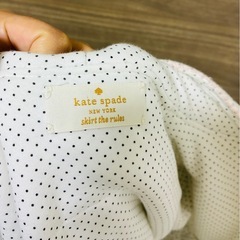 kate spade
NEW YORK
skirt the rules